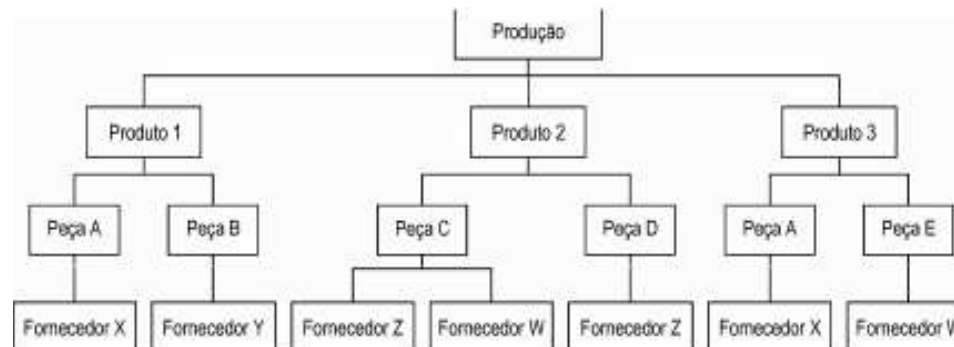 Produção
Produto 1 Produto 2 Produto 3
Peça A Peça B Peça C Peça D Peça A Peça E
Fornecedor X Fornecedor Y Fornecedor Z Fornecedor W Fornecedor Z Fornecedor X Fornecedor W